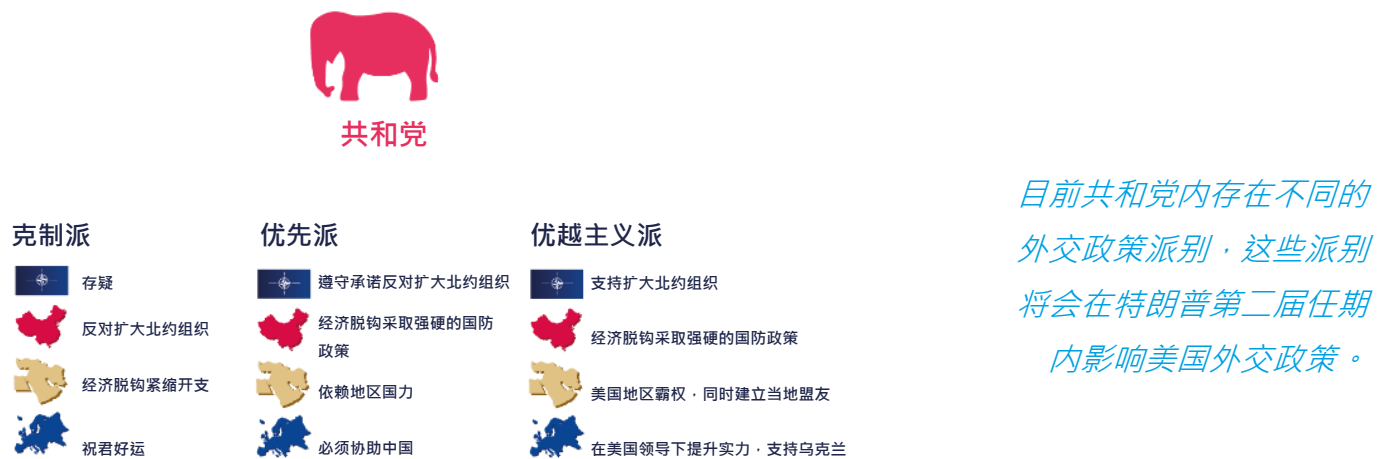 共和党
目前共和党内存在不同的
外交政策派别，这些派别
将会在特朗普第二届任期
内影响美国外交政策。
克制派
存疑
反对扩大北约组织
经济脱钩紧缩开支
祝君好运
优先派
遵守承诺反对扩大北约组织
经济脱钩采取强硬的国防
政策
依赖地区国力
必须协助中国
优越主义派
支持扩大北约组织
经济脱钩采取强硬的国防政策
美国地区霸权，同时建立当地盟友
在美国领导下提升实力，支持乌克兰